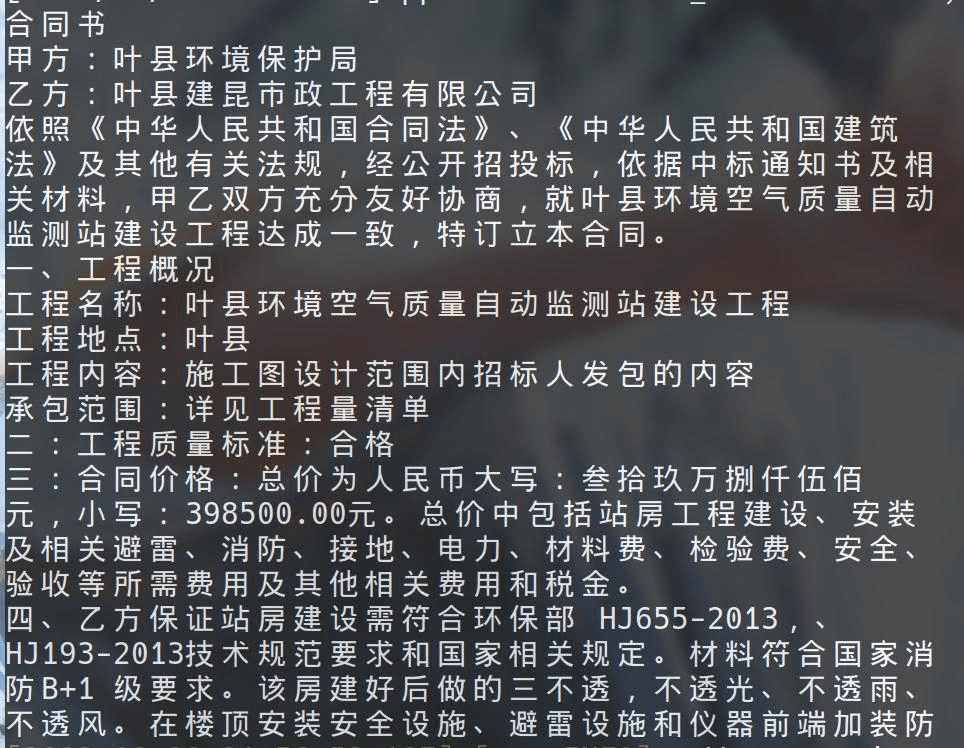 合同书
甲方：叶县环境保护局
乙方：叶县建昆市政工程有限公司
依照《中华人民共和国合同法》、《中华人民共和国建筑
法》及其他有关法规，经公开招投标，依据中标通知书及相
关材料，甲乙双方充分友好协商，就叶县环境空气质量自动
监测站建设工程达成一致，特订立本合同。
一、工程概况
工程名称：叶县环境空气质量自动监测站建设工程
工程地点：叶县
工程内容：施工图设计范围内招标人发包的内容
承包范围：详见工程量清单
二：工程质量标准：合格
三：合同价格：总价为人民币大写：叁拾玖万捌仟伍佰
元，小写：398500.00元。总价中包括站房工程建设、安装
及相关避雷、消防、接地、电力、材料费、检验费、安全、
验收等所需费用及其他相关费用和税金。
四、乙方保证站房建设需符合环保部 HJ655-2013，、
HJ193-2013技术规范要求和国家相关规定。材料符合国家消
防B+1 级要求。该房建好后做的三不透，不透光、不透雨、
不透风。在楼顶安装安全设施、避雷设施和仪器前端加装防